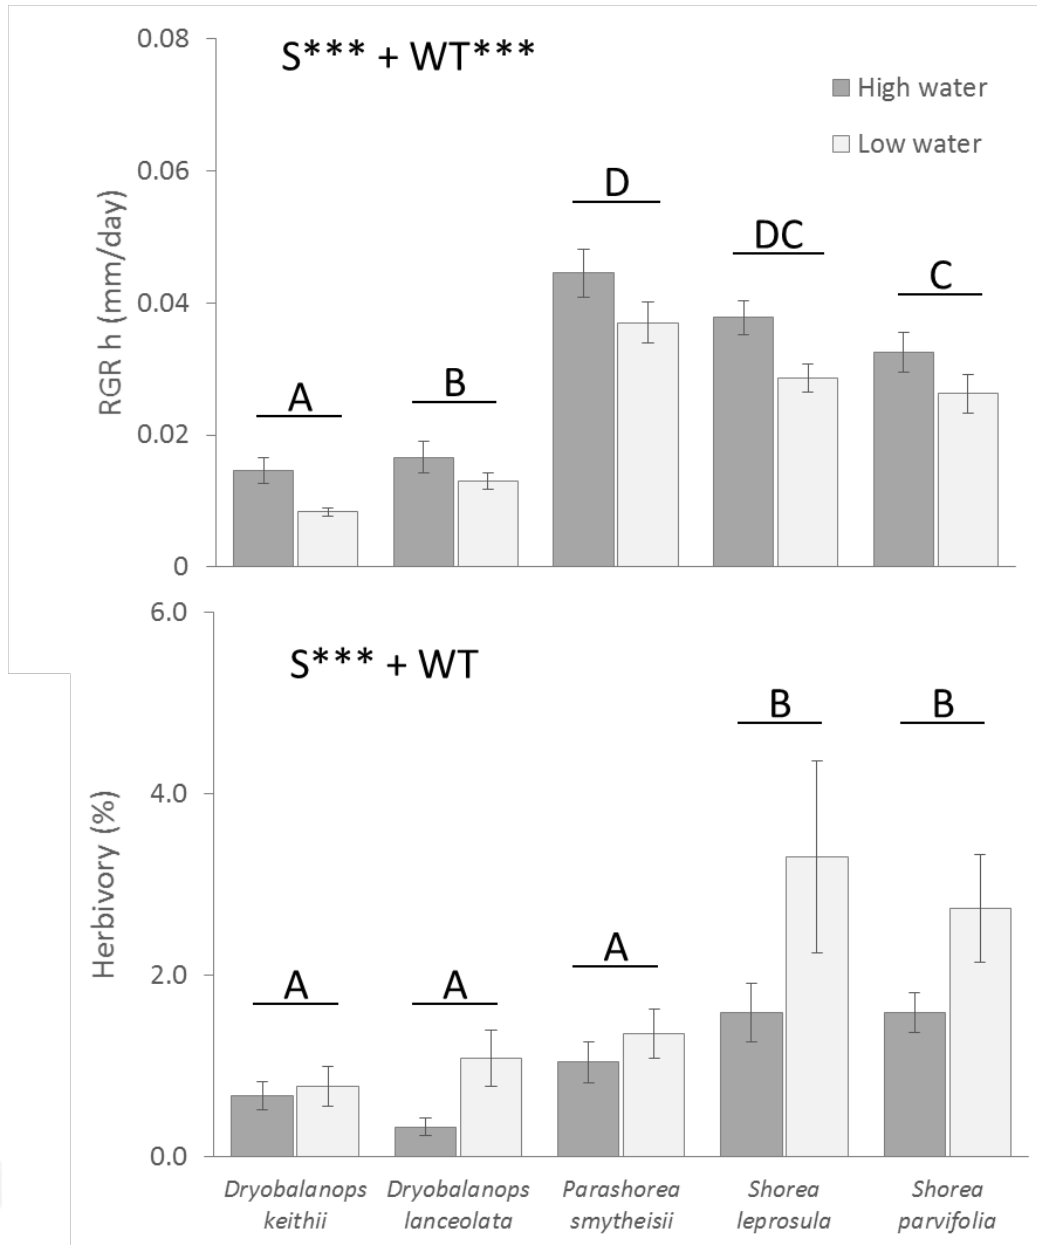 0.08
S*** + WT***
High water
Low water
0.06
D
DC
RGR h (mm/day)
0.04
C
A
B
0.02
0
6.0
S*** + WT
B
B
4.0
Herbivory (%)
2.0
A
A
A
0.0
Dryobalanops
keithii
Dryobalanops
lanceolata
Parashorea
smytheisii
Shorea
leprosula
Shorea
parvifolia